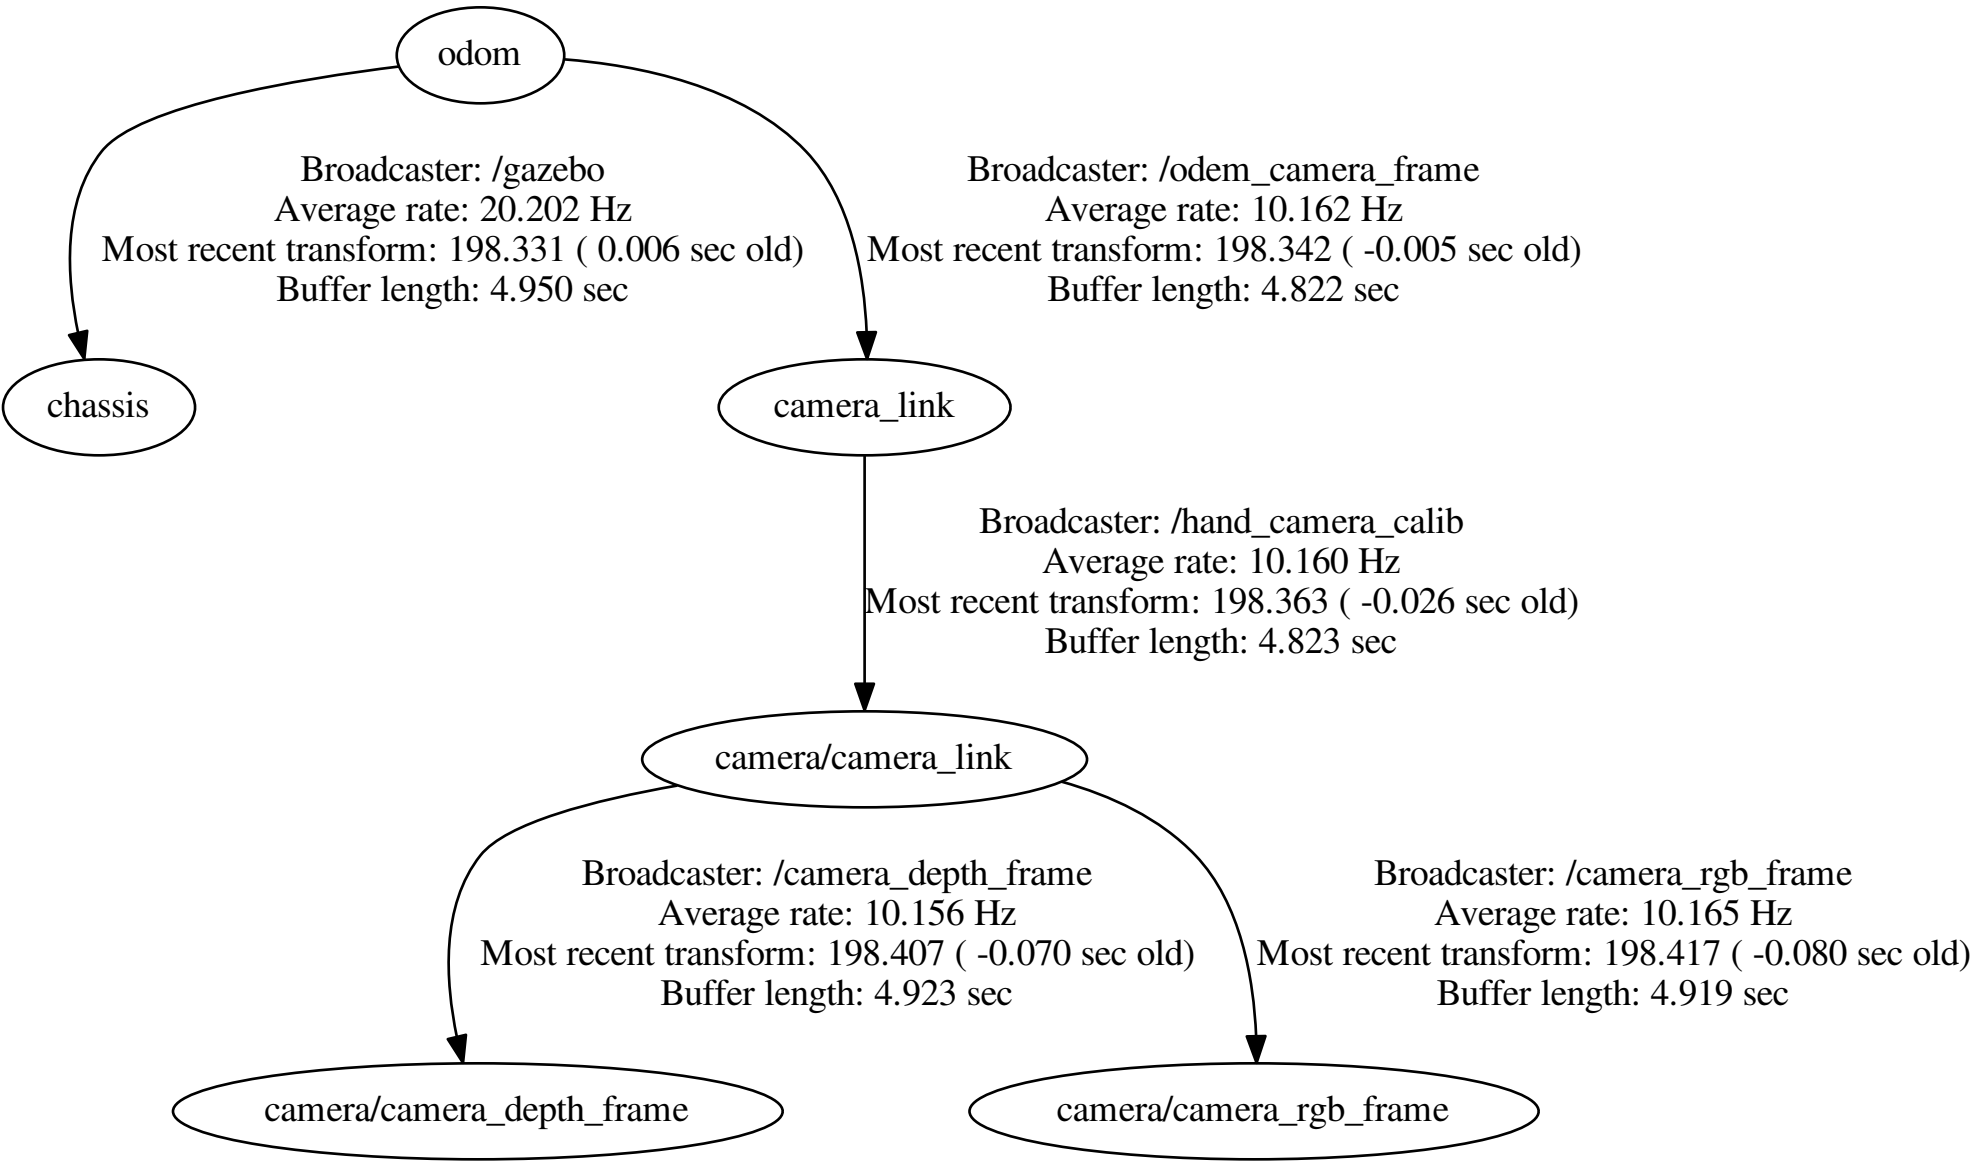 odom
Broadcaster: /gazebo
Average rate: 20.202 Hz
Most recent transform: 198.331 ( 0.006 sec old)
Buffer length: 4.950 sec
Broadcaster: /odem_camera_frame
Average rate: 10.162 Hz
Most recent transform: 198.342 ( -0.005 sec old)
Buffer length: 4.822 sec
chassis
camera_link
Broadcaster: /hand_camera_calib
Average rate: 10.160 Hz
Most recent transform: 198.363 ( -0.026 sec old)
Buffer length: 4.823 sec
camera/camera_link
Broadcaster: /camera_depth_frame
Average rate: 10.156 Hz
Most recent transform: 198.407 ( -0.070 sec old)
Buffer length: 4.923 sec
Broadcaster: /camera_rgb_frame
Average rate: 10.165 Hz
Most recent transform: 198.417 ( -0.080 sec old)
Buffer length: 4.919 sec
camera/camera_depth_frame
camera/camera_rgb_frame